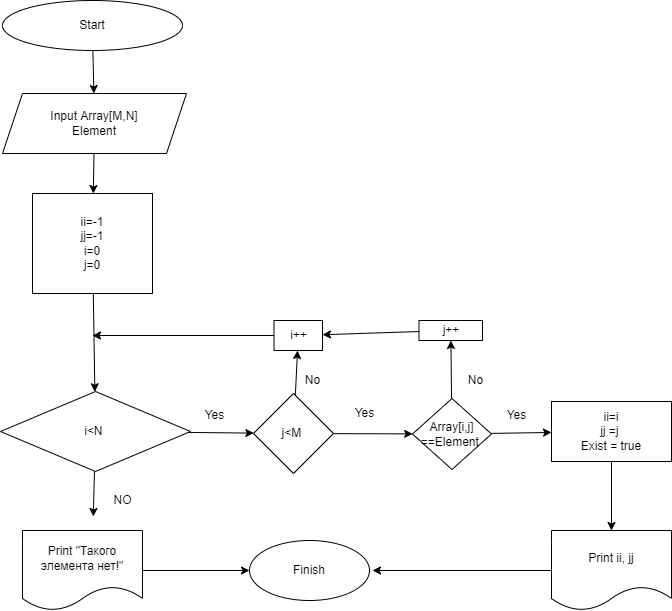 Start
Input Array[M,N]
Element
ii=-1
jj=-1
i=0
j=0
i++
j++
No
No
i<N
Yes
j<M
Yes
Array[i,j]
==Element
Yes
ii=i
jj =j
Exist = true
NO
Print "Такого
элемента нет!"
Finish
Print ii, jj